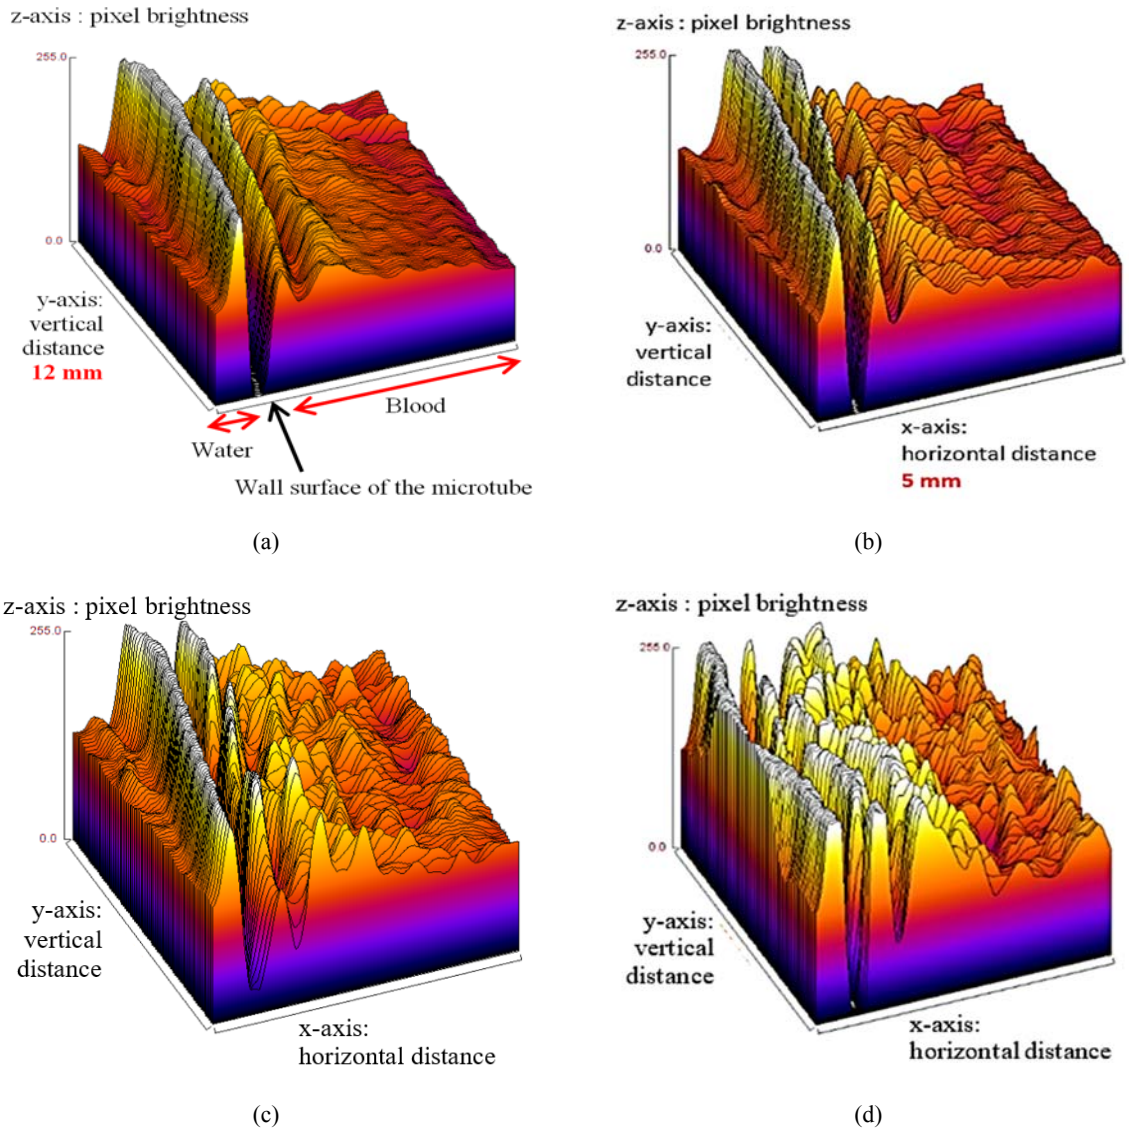 z-axis : pixel brightness
255.0
0.0
y-axis:
vertical
distance
12 mm
Water
Blood
Wall surface of the microtube
(a)
z-axis : pixel brightness
255.0
0.0
y-axis:
vertical
distance
x-axis:
horizontal distance
5 mm
(b)
z-axis : pixel brightness
255.0
0.0
y-axis:
vertical
distance
x-axis:
horizontal distance
(c)
z-axis : pixel brightness
255.0
0.0
y-axis:
vertical
distance
x-axis:
horizontal distance
(d)